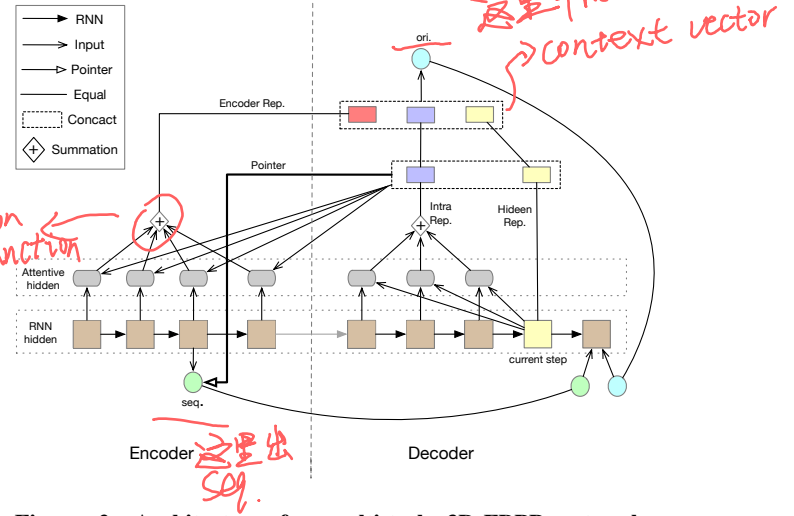 RNN
Input
Pointer
Equal
Concact
Summation
ori.
context vector
Encoder Rep.
Pointer
Intra
Rep.
Hideen
Rep.
Attentive
hidden
RNN
hidden
current step
seq.
Encoder
Decoder
这里出
seq.